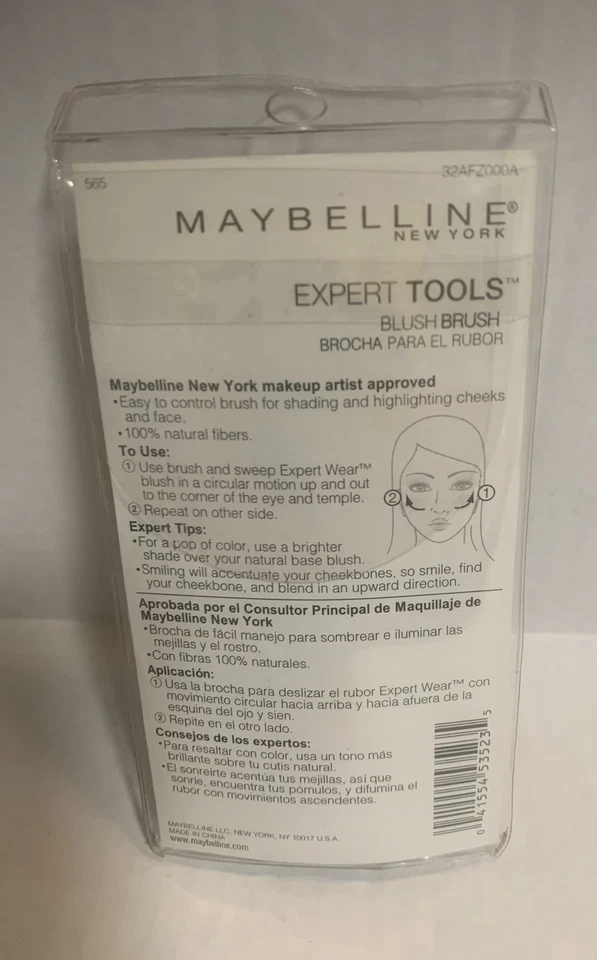 565
32AFZ000A
MAYBELLINE®
NEW YORK
EXPERT TOOLS™
BLUSH BRUSH
BROCHA PARA EL RUBOR
Maybelline New York makeup artist approved
•Easy to control brush for shading and highlighting cheeks
and face.
•100% natural fibers.
To Use:
① Use brush and sweep Expert Wear™
blush in a circular motion up and out
to the corner of the eye and temple.
② Repeat on other side.
② ①
Expert Tips:
•For a pop of color, use a brighter
shade over your natural base blush.
•Smiling will accentuate your cheekbones, so smile, find
your cheekbone, and blend in an upward direction.
Aprobada por el Consultor Principal de Maquillaje de
Maybelline New York
•Brocha de fácil manejo para sombrear e iluminar las
mejillas y el rostro.
•Con fibras 100% naturales.
Aplicación:
① Usa la brocha para deslizar el rubor Expert Wear™ con
movimiento circular hacia arriba y hacia afuera de la
esquina del ojo y sien.
② Repite en el otro lado.
Consejos de los expertos:
•Para resaltar con color, usa un tono más
brillante sobre tu cutis natural.
•El sonreirte acentúa tus mejillas, así que
sonríe, encuentra tus pómulos, y difumina el
rubor con movimientos ascendentes.
0 41554 53523 5
MAYBELLINE LLC, NEW YORK, NY 10017 U.S.A.
MADE IN CHINA
www.maybelline.com